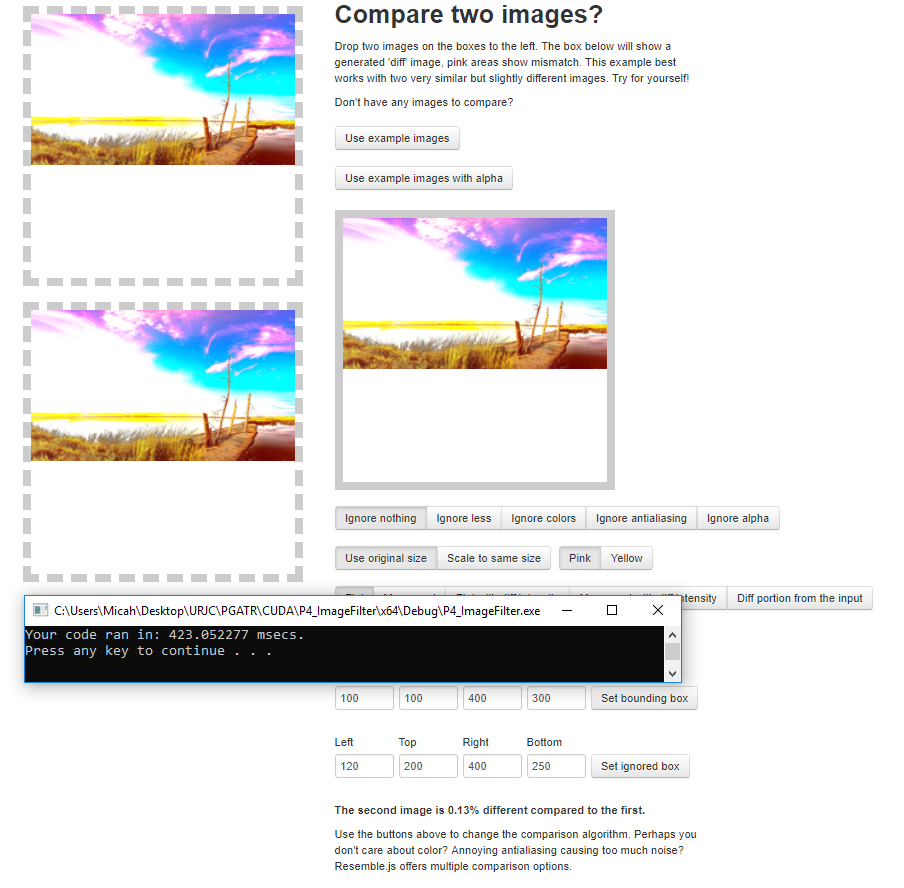 Compare two images?
Drop two images on the boxes to the left. The box below will show a
generated 'diff' image, pink areas show mismatch. This example best
works with two very similar but slightly different images. Try for yourself!
Don't have any images to compare?
Use example images
Use example images with alpha
Ignore nothing Ignore less Ignore colors Ignore antialiasing Ignore alpha
Use original size Scale to same size Pink Yellow
Diff portion from the input
C:\Users\Micah\Desktop\URJC\PGATR\CUDA\P4_ImageFilter\x64\Debug\P4_ImageFilter.exe
Your code ran in: 423.052277 msecs.
Press any key to continue . . .
100 100 400 300 Set bounding box
Left Top Right Bottom
120 200 400 250 Set ignored box
The second image is 0.13% different compared to the first.
Use the buttons above to change the comparison algorithm. Perhaps you
don't care about color? Annoying antialiasing causing too much noise?
Resemble.js offers multiple comparison options.